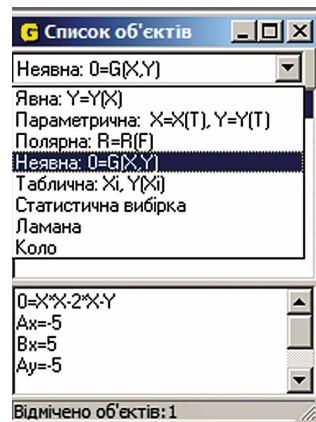 G Список об'єктів
Неявна: 0=G(X,Y)
Явна: Y=Y(X)
Параметрична: X=X(T), Y=Y(T)
Полярна: R=R(F)
Неявна: 0=G(X,Y)
Таблична: Xi, Y(Xi)
Статистична вибірка
Ламана
Коло
0=X*X-2*X-Y
Ax=-5
Bx=5
Ay=-5
Відмічено об'єктів:1